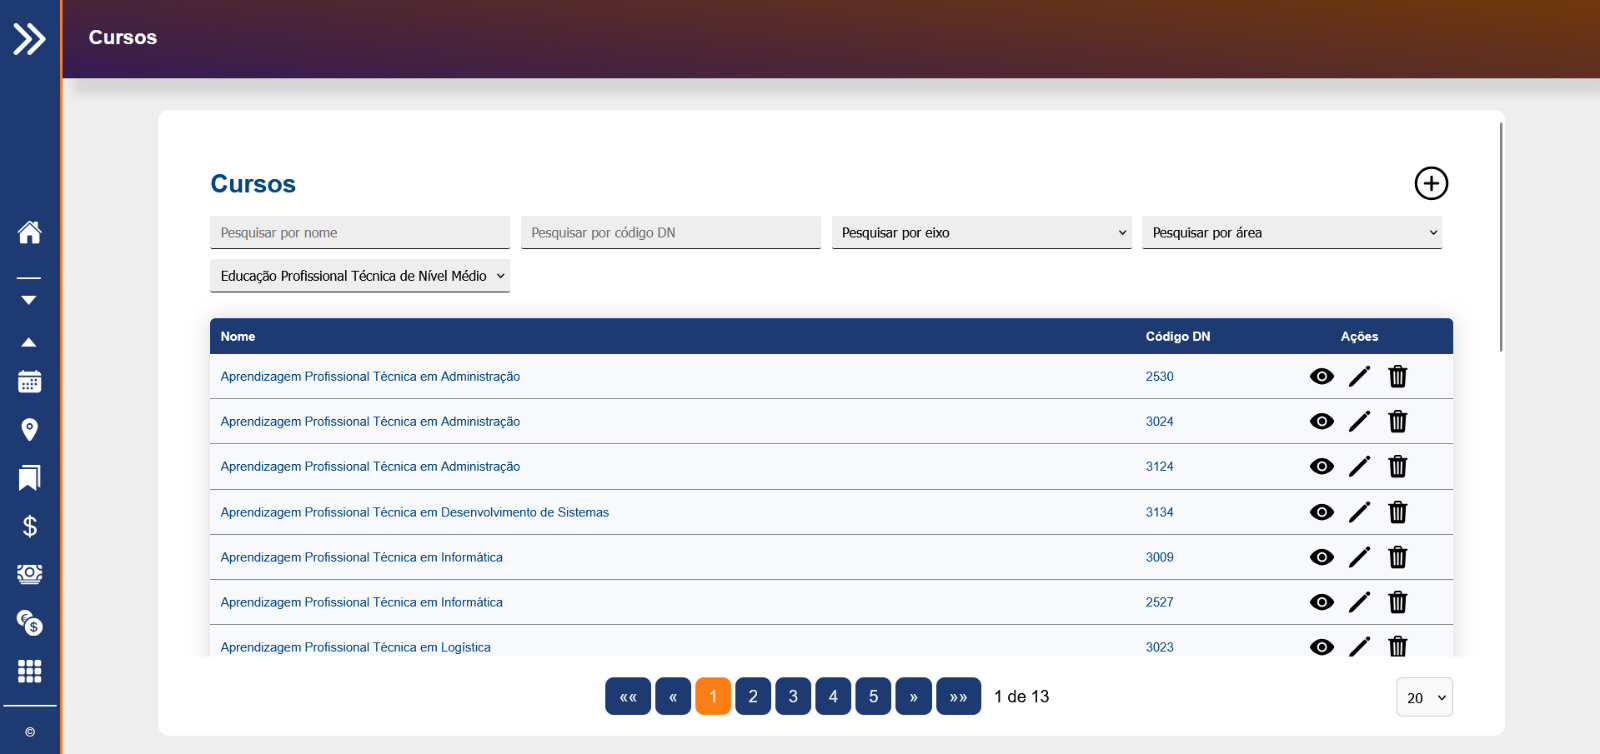 Cursos
Cursos
Pesquisar por nome Pesquisar por código DN Pesquisar por eixo Pesquisar por área
Educação Profissional Técnica de Nível Médio
Nome Código DN Ações
Aprendizagem Profissional Técnica em Administração 2530
Aprendizagem Profissional Técnica em Administração 3024
Aprendizagem Profissional Técnica em Administração 3124
Aprendizagem Profissional Técnica em Desenvolvimento de Sistemas 3134
Aprendizagem Profissional Técnica em Informática 3009
Aprendizagem Profissional Técnica em Informática 2527
Aprendizagem Profissional Técnica em Logística 3023
«« « 1 2 3 4 5 » »» 1 de 13 20
©